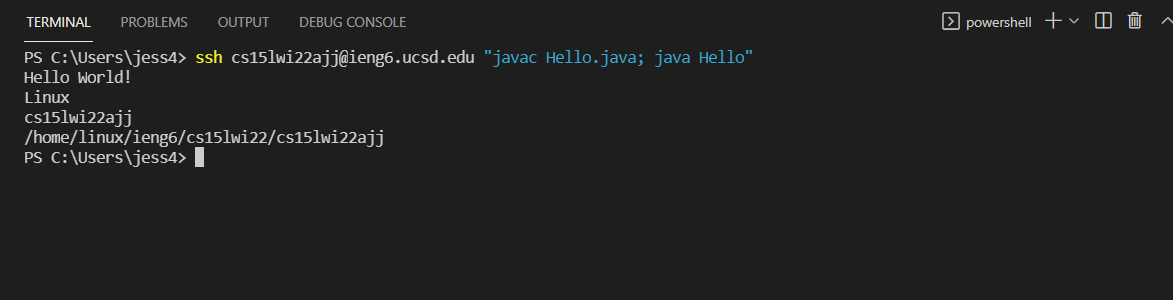 TERMINAL PROBLEMS OUTPUT DEBUG CONSOLE powershell
PS C:\Users\jess4> ssh cs15lwi22ajj@ieng6.ucsd.edu "javac Hello.java; java Hello"
Hello World!
Linux
cs15lwi22ajj
/home/linux/ieng6/cs15lwi22/cs15lwi22ajj
PS C:\Users\jess4>